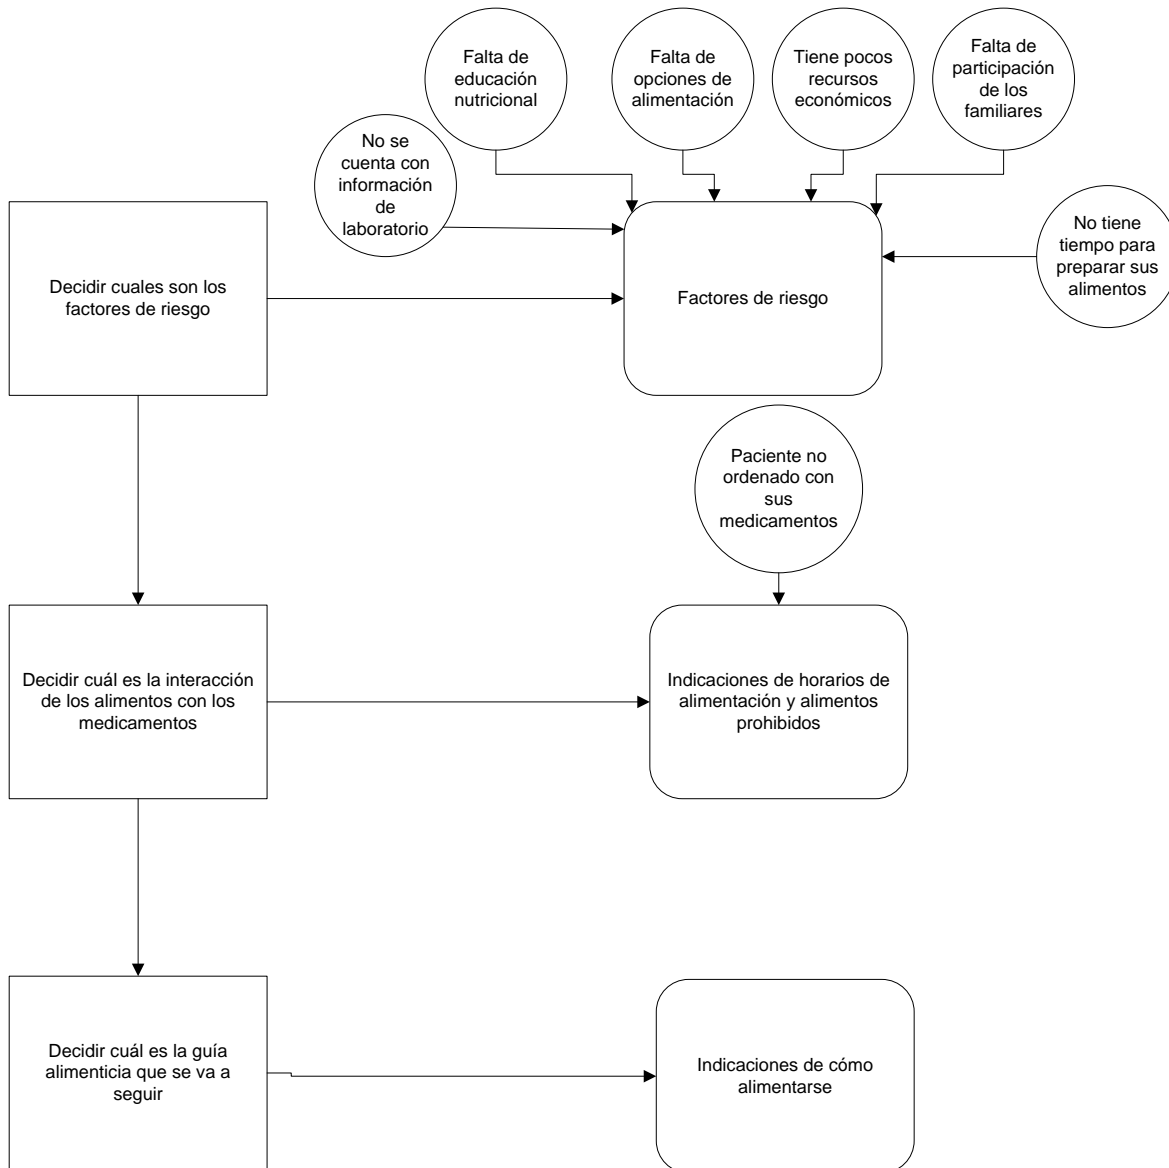 Falta de
educación
nutricional
Falta de
opciones de
alimentación
Tiene pocos
recursos
económicos
Falta de
participación
de los
familiares
No se
cuenta con
información
de
laboratorio
No tiene
tiempo para
preparar sus
alimentos
Decidir cuales son los
factores de riesgo
Factores de riesgo
Paciente no
ordenado con
sus
medicamentos
Decidir cuál es la interacción
de los alimentos con los
medicamentos
Indicaciones de horarios de
alimentación y alimentos
prohibidos
Decidir cuál es la guía
alimenticia que se va a
seguir
Indicaciones de cómo
alimentarse